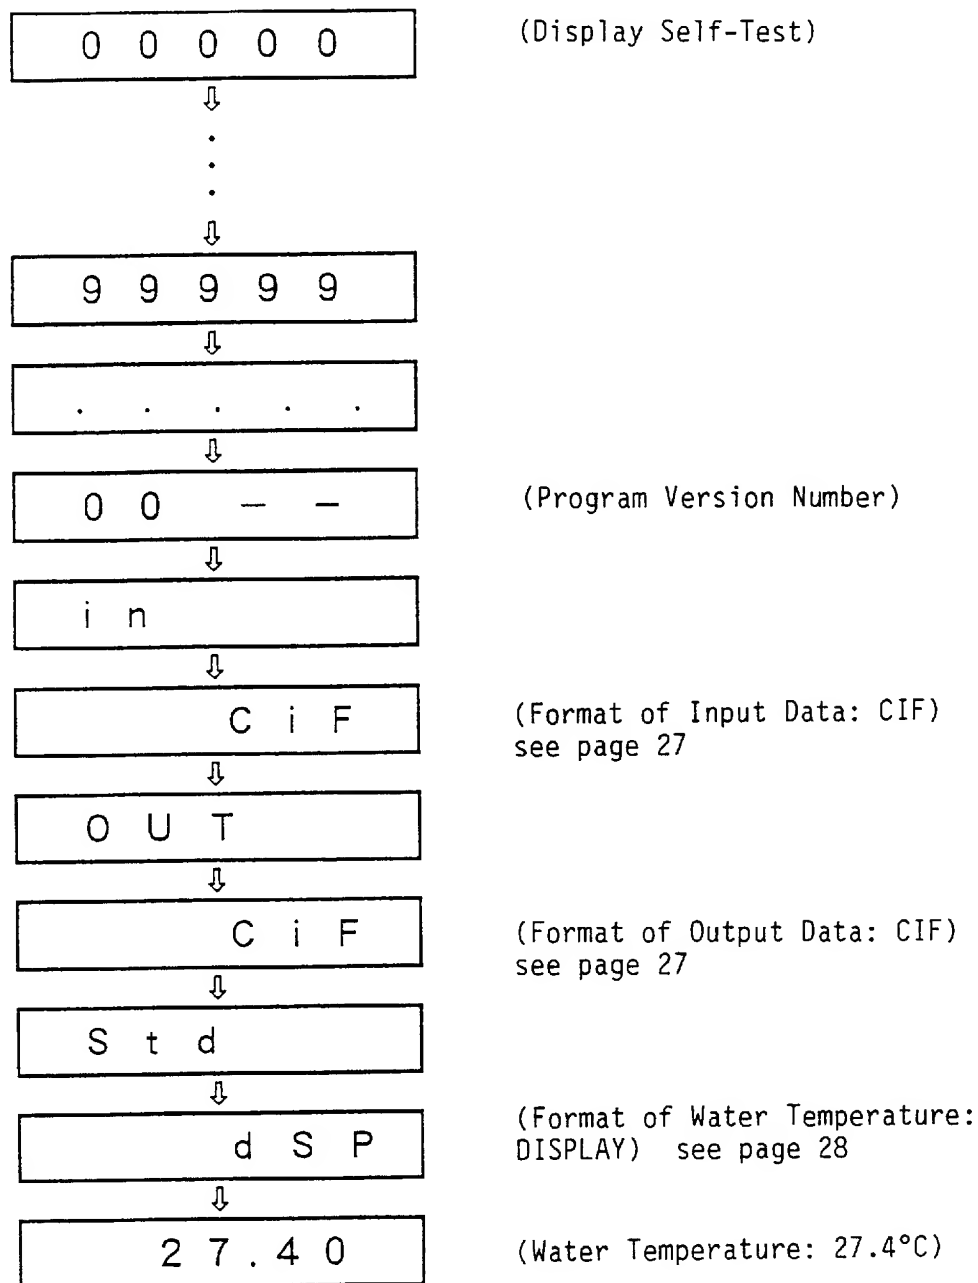 0 0 0 0 0 (Display Self-Test)
9 9 9 9 9
. . . . .
0 0 — —  (Program Version Number)
i n
C i F (Format of Input Data: CIF)
see page 27
O U T
C i F (Format of Output Data: CIF)
see page 27
S t d
d S P (Format of Water Temperature:
DISPLAY) see page 28
2 7 . 4 0 (Water Temperature: 27.4°C)